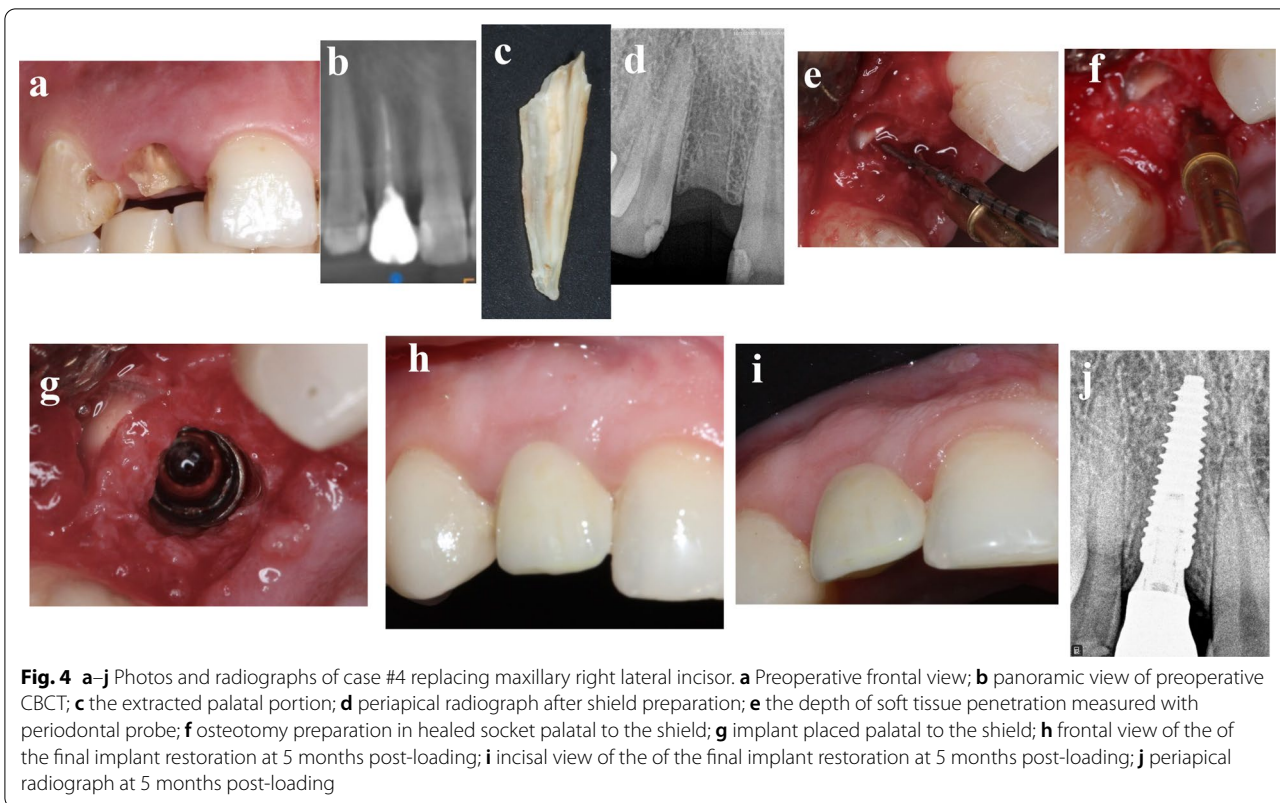 a
b
c
d
e
f
g
h
i
j
Fig. 4 a–j Photos and radiographs of case #4 replacing maxillary right lateral incisor. a Preoperative frontal view; b panoramic view of preoperative
CBCT; c the extracted palatal portion; d periapical radiograph after shield preparation; e the depth of soft tissue penetration measured with
periodontal probe; f osteotomy preparation in healed socket palatal to the shield; g implant placed palatal to the shield; h frontal view of the of
the final implant restoration at 5 months post-loading; i incisal view of the of the final implant restoration at 5 months post-loading; j periapical
radiograph at 5 months post-loading